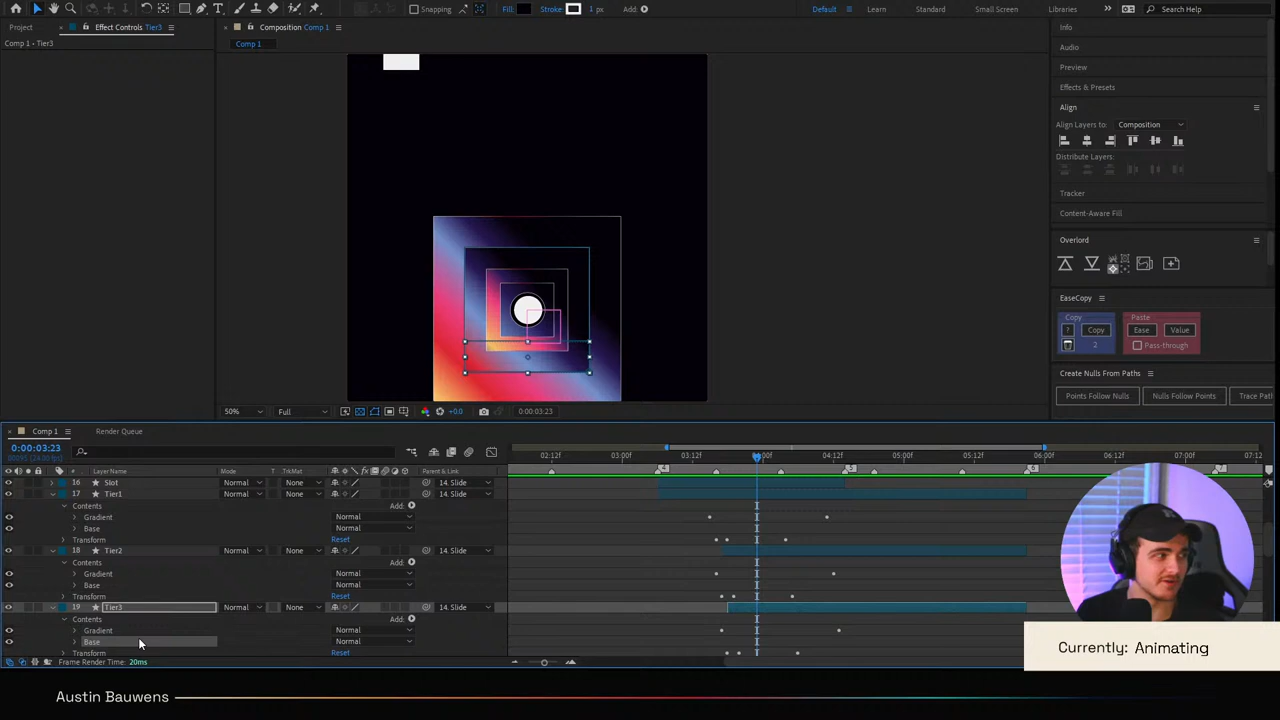 Snapping
Fill:
Stroke:
1 px
Add:
Default
Learn
Standard
Small Screen
Libraries
Search Help
Project
Effect Controls Tier3
Composition Comp 1
Info
Comp 1 • Tier3
Comp 1
Audio
Preview
Effects & Presets
Align
Align Layers to:
Composition
Distribute Layers:
Tracker
Content-Aware Fill
Overlord
EaseCopy
Copy
Paste
?
Copy
Ease
Value
2
Pass-through
Create Nulls From Paths
Points Follow Nulls
Nulls Follow Points
Trace Pat
50%
Full
+0.0
0:00:03:23
Comp 1
Render Queue
0:00:03:23
#
Layer Name
Mode
T
TrkMat
Parent & Link
02:12f
03:00f
03:12f
04:00f
05:00f
06:00f
07:00f
07:12
4
5
6
7
16
Slot
Normal
None
14. Slide
17
Tier1
Normal
None
14. Slide
Contents
Add:
Gradient
Normal
Base
Normal
Transform
Reset
18
Tier2
Normal
None
14. Slide
Contents
Add:
Gradient
Normal
Base
Normal
Transform
Reset
19
Tier3
Normal
None
14. Slide
Contents
Add:
Gradient
Normal
Base
Normal
Transform
Reset
Frame Render Time: 20ms
Currently: Animating
Austin Bauwens